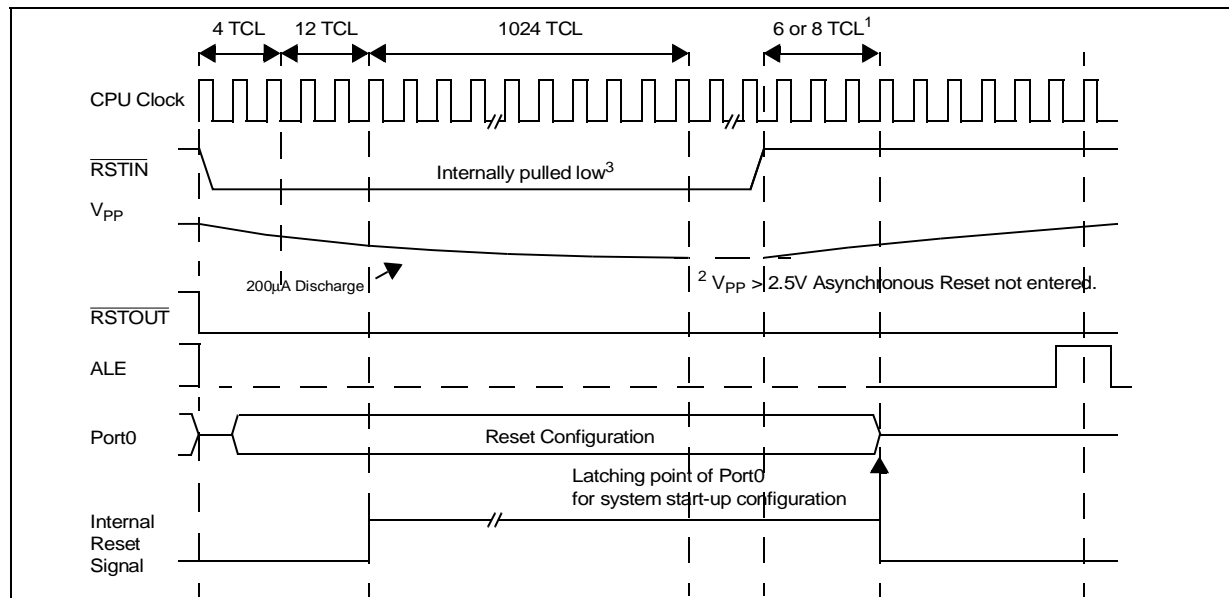 4 TCL 12 TCL 1024 TCL 6 or 8 TCL¹
CPU Clock
RSTIN
Internally pulled low³
VPP
200µA Discharge
² VPP > 2.5V Asynchronous Reset not entered.
RSTOUT
ALE
Port0
Reset Configuration
Latching point of Port0
for system start-up configuration
Internal
Reset
Signal